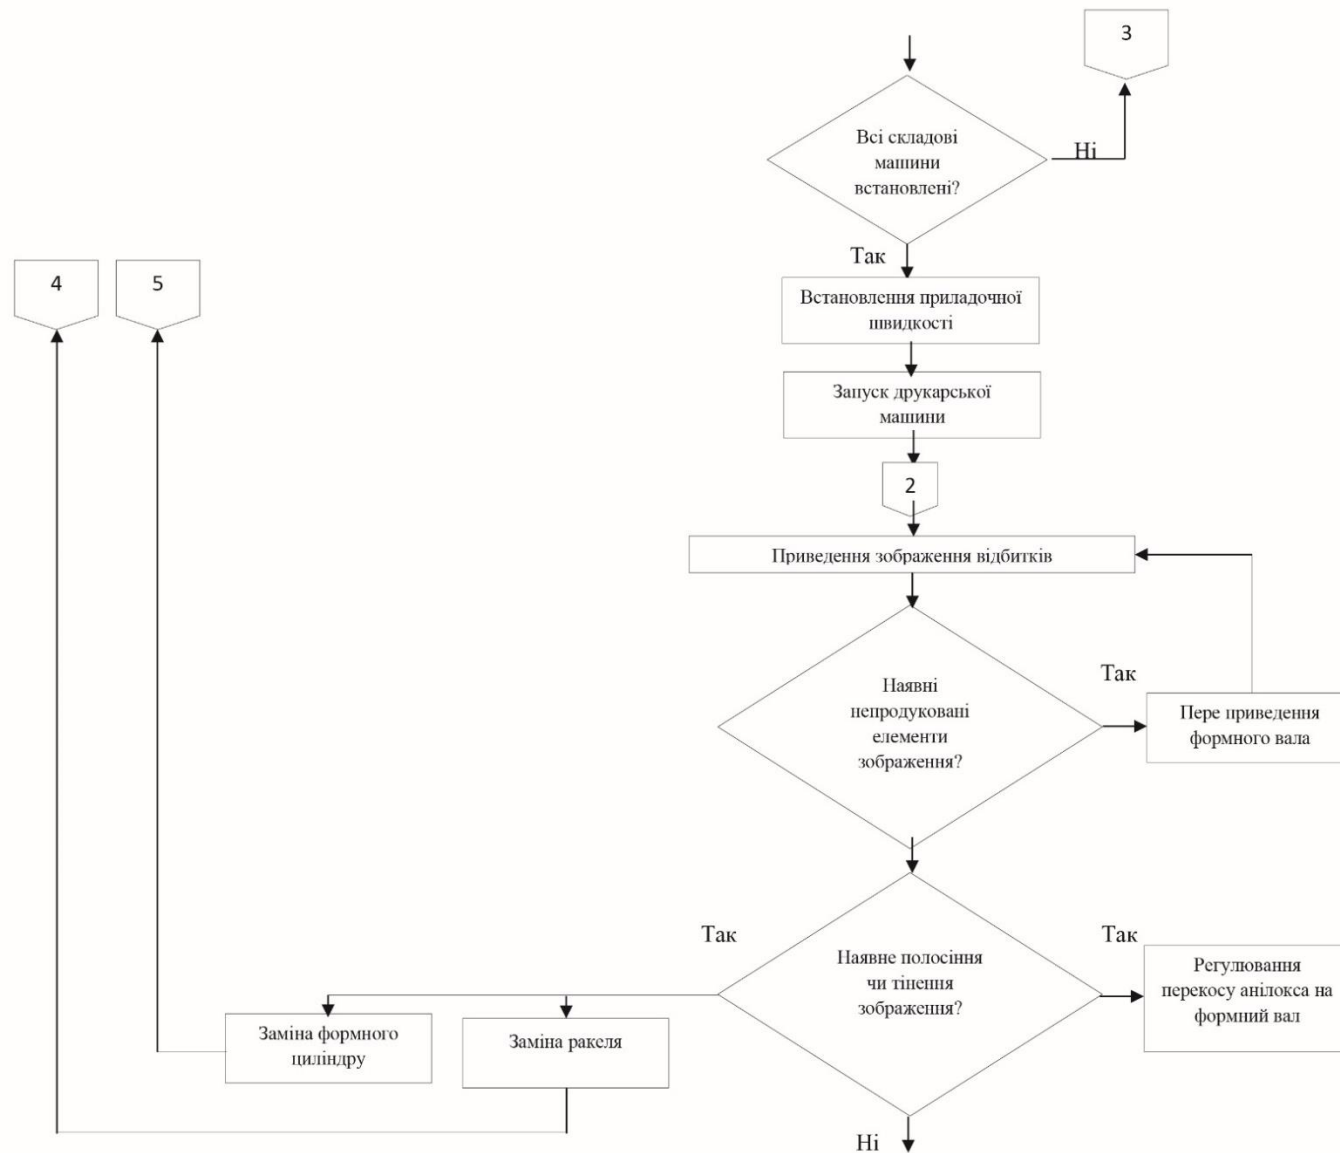 3
Всі складові
машини
встановлені?
Ні
Так
4
5
Встановлення приладочної
швидкості
Запуск друкарської
машини
2
Приведення зображення відбитків
Наявні
непродуковані
елементи
зображення?
Так
Пере приведення
формного вала
Так
Наявне полосіння
чи тінення
зображення?
Так
Регулювання
перекосу анілокса на
формний вал
Заміна формного
циліндру
Заміна ракеля
Ні